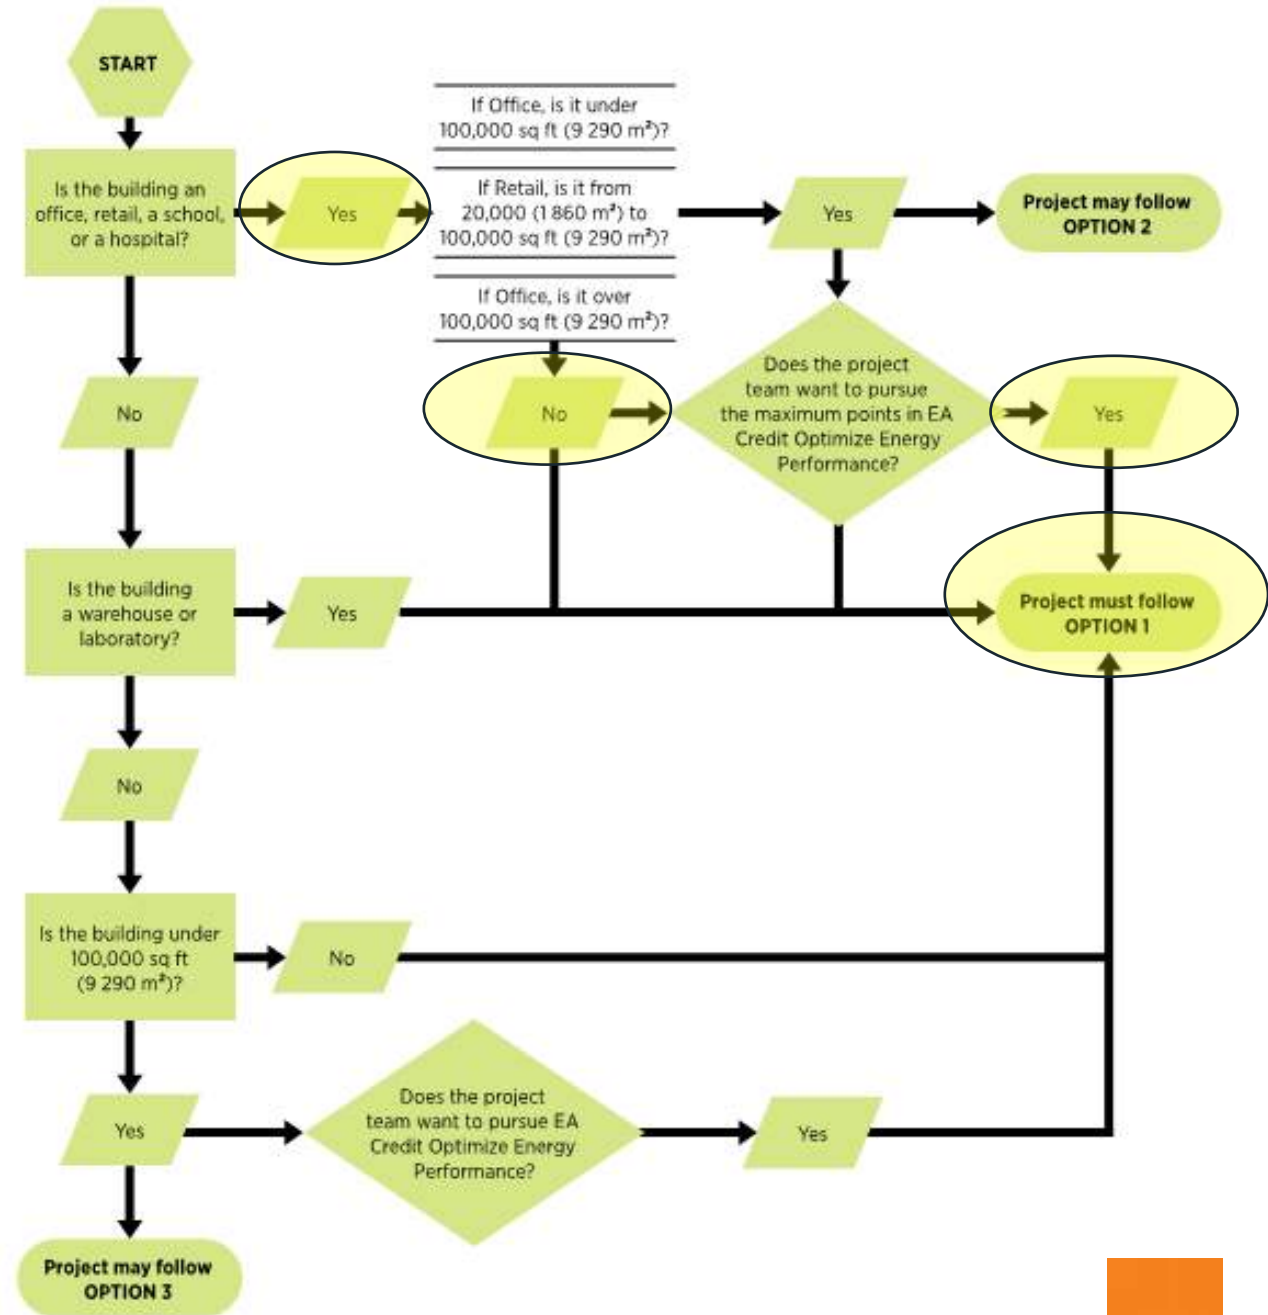 START
Is the building an
office, retail, a school,
or a hospital?
Yes
If Office, is it under
100,000 sq ft (9 290 m²)?
If Retail, is it from
20,000 (1 860 m²) to
100,000 sq ft (9 290 m²)?
If Office, is it over
100,000 sq ft (9 290 m²)?
Yes
Project may follow
OPTION 2
No
No
Does the project
team want to pursue
the maximum points in EA
Credit Optimize Energy
Performance?
Yes
Is the building
a warehouse or
laboratory?
Yes
Project must follow
OPTION 1
No
Is the building under
100,000 sq ft
(9 290 m²)?
No
Yes
Does the project
team want to pursue EA
Credit Optimize Energy
Performance?
Yes
Project may follow
OPTION 3